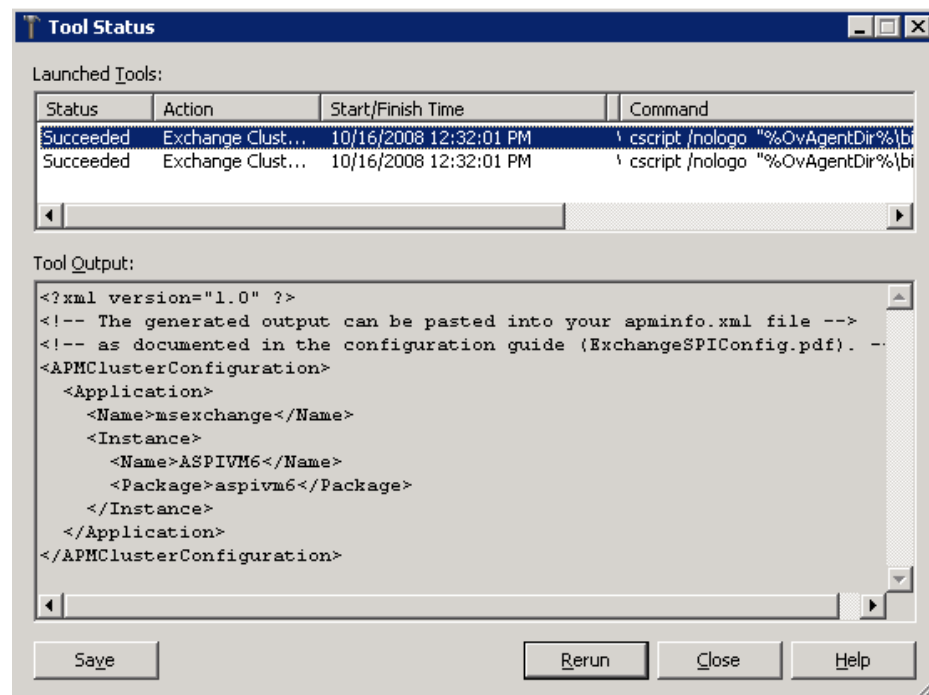 Tool Status
Launched Tools:
Status Action Start/Finish Time Command
Succeeded Exchange Clust... 10/16/2008 12:32:01 PM \ cscript /nologo "%OvAgentDir%\bi
Succeeded Exchange Clust... 10/16/2008 12:32:01 PM \ cscript /nologo "%OvAgentDir%\bi
Tool Output:
<?xml version="1.0" ?>
<!-- The generated output can be pasted into your apminfo.xml file -->
<!-- as documented in the configuration guide (ExchangeSPIConfig.pdf). -
<APMClusterConfiguration>
<Application>
<Name>msexchange</Name>
<Instance>
<Name>ASPIVM6</Name>
<Package>aspivm6</Package>
</Instance>
</Application>
</APMClusterConfiguration>
Save Rerun Close Help